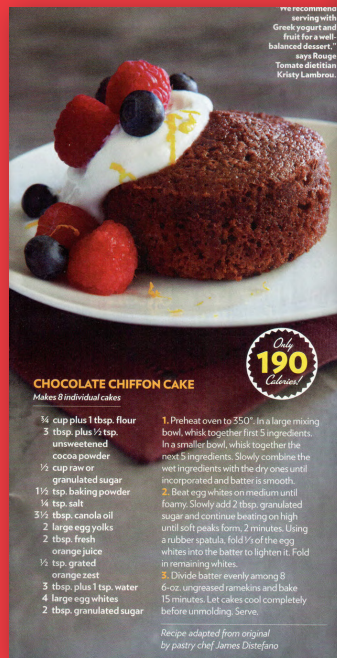 "We recommend
serving with
Greek yogurt and
fruit for a well-
balanced dessert,"
says Rouge
Tomate dietitian
Kristy Lambrou.
Only
190
Calories!
CHOCOLATE CHIFFON CAKE
Makes 8 individual cakes
¾ cup plus 1 tbsp. flour
3 tbsp. plus ½ tsp.
unsweetened
cocoa powder
½ cup raw or
granulated sugar
1½ tsp. baking powder
¼ tsp. salt
3½ tbsp. canola oil
2 large egg yolks
2 tbsp. fresh
orange juice
½ tsp. grated
orange zest
3 tbsp. plus 1 tsp. water
4 large egg whites
2 tbsp. granulated sugar
1. Preheat oven to 350°. In a large mixing
bowl, whisk together first 5 ingredients.
In a smaller bowl, whisk together the
next 5 ingredients. Slowly combine the
wet ingredients with the dry ones until
incorporated and batter is smooth.
2. Beat egg whites on medium until
foamy. Slowly add 2 tbsp. granulated
sugar and continue beating on high
until soft peaks form, 2 minutes. Using
a rubber spatula, fold ⅓ of the egg
whites into the batter to lighten it. Fold
in remaining whites.
3. Divide batter evenly among 8
6-oz. ungreased ramekins and bake
15 minutes. Let cakes cool completely
before unmolding. Serve.
Recipe adapted from original
by pastry chef James Distefano